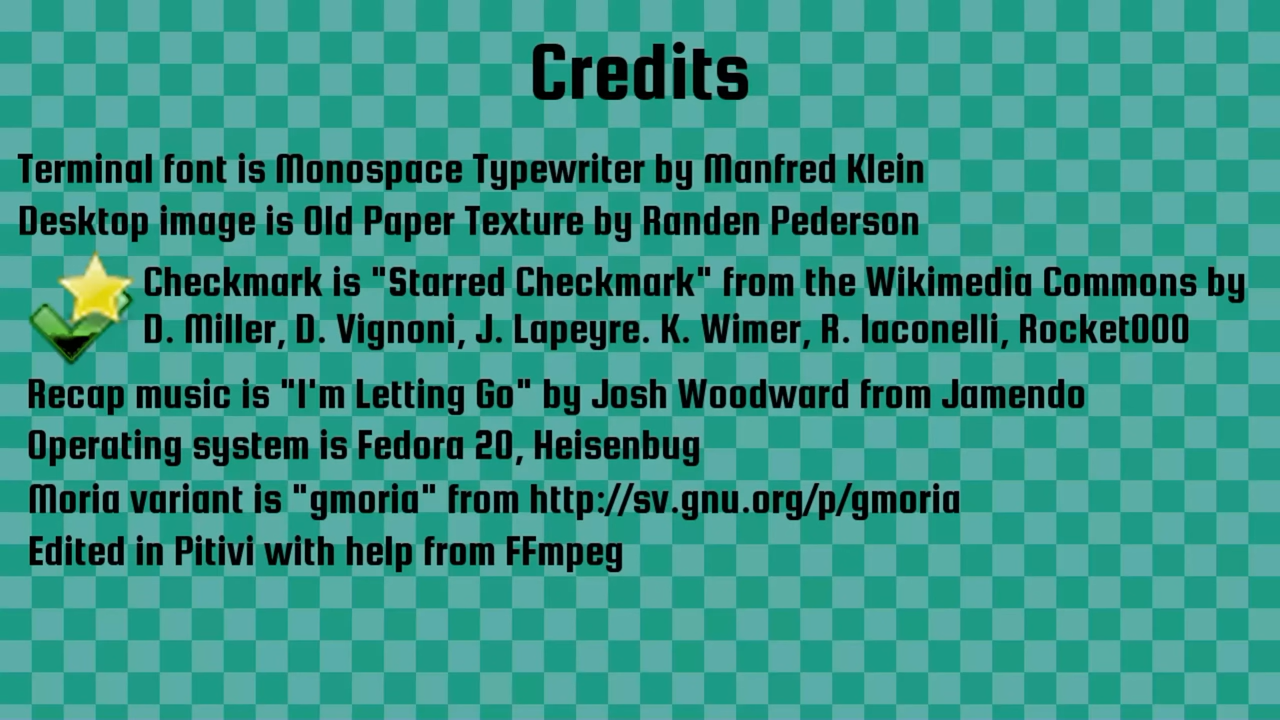 Credits
Terminal font is Monospace Typewriter by Manfred Klein
Desktop image is Old Paper Texture by Randen Pederson
Checkmark is "Starred Checkmark" from the Wikimedia Commons by
D. Miller, D. Vignoni, J. Lapeyre. K. Wimer, R. Iaconelli, Rocket000
Recap music is "I'm Letting Go" by Josh Woodward from Jamendo
Operating system is Fedora 20, Heisenbug
Moria variant is "gmoria" from http://sv.gnu.org/p/gmoria
Edited in Pitivi with help from FFmpeg